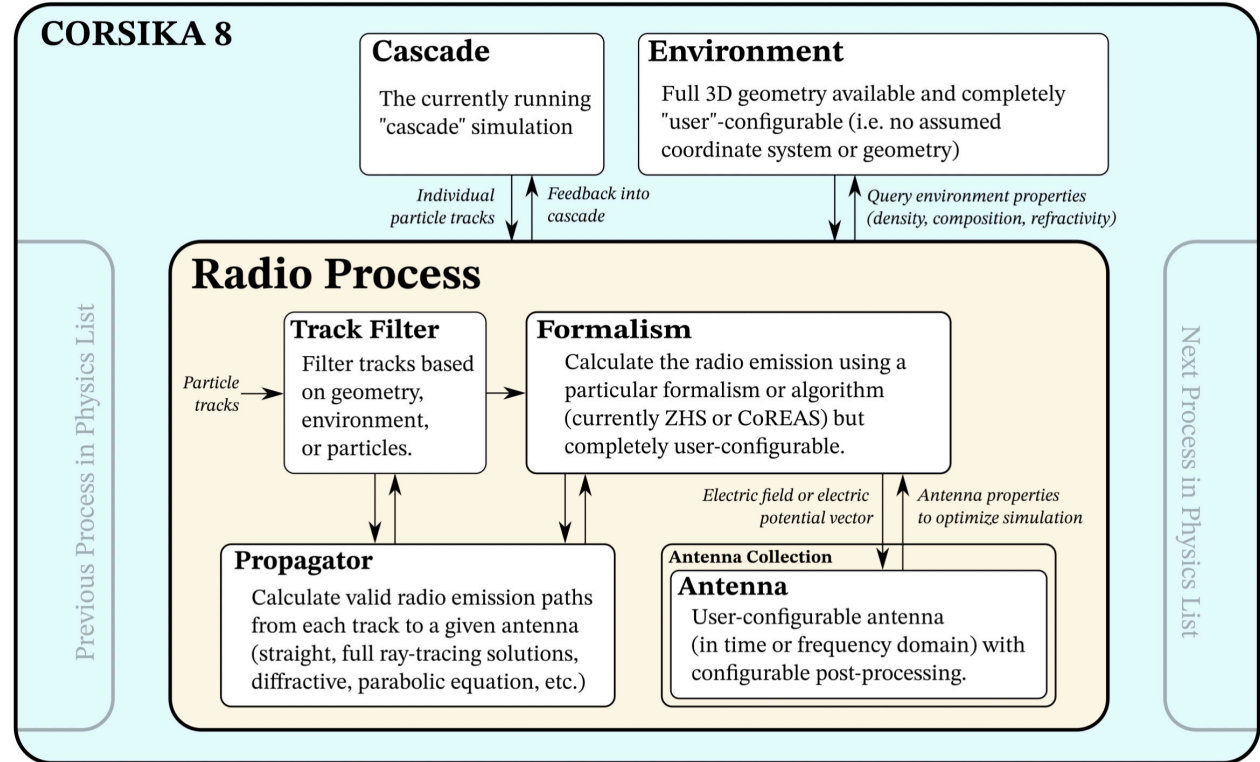 CORSIKA 8
Cascade
The currently running
"cascade" simulation
Environment
Full 3D geometry available and completely
"user"-configurable (i.e. no assumed
coordinate system or geometry)
Individual
particle tracks
Feedback into
cascade
Query environment properties
(density, composition, refractivity)
Previous Process in Physics List
Radio Process
Particle
tracks
Track Filter
Filter tracks based
on geometry,
environment,
or particles.
Formalism
Calculate the radio emission using a
particular formalism or algorithm
(currently ZHS or CoREAS) but
completely user-configurable.
Electric field or electric
potential vector
Antenna properties
to optimize simulation
Propagator
Calculate valid radio emission paths
from each track to a given antenna
(straight, full ray-tracing solutions,
diffractive, parabolic equation, etc.)
Antenna Collection
Antenna
User-configurable antenna
(in time or frequency domain) with
configurable post-processing.
Next Process in Physics List